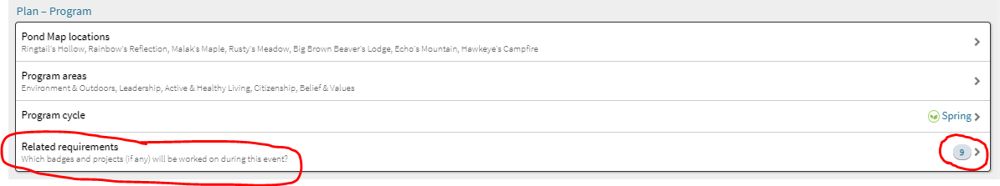 Plan – Program
Pond Map locations
Ringtail's Hollow, Rainbow's Reflection, Malak's Maple, Rusty's Meadow, Big Brown Beaver's Lodge, Echo's Mountain, Hawkeye's Campfire
Program areas
Environment & Outdoors, Leadership, Active & Healthy Living, Citizenship, Belief & Values
Program cycle
Spring
Related requirements
Which badges and projects (if any) will be worked on during this event?
9